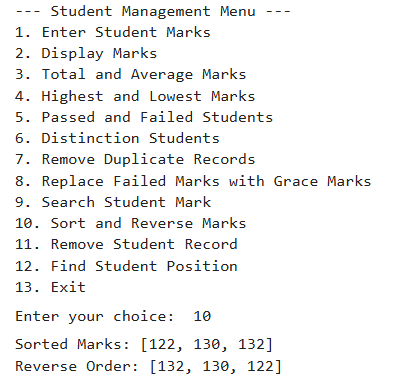 --- Student Management Menu ---
1. Enter Student Marks
2. Display Marks
3. Total and Average Marks
4. Highest and Lowest Marks
5. Passed and Failed Students
6. Distinction Students
7. Remove Duplicate Records
8. Replace Failed Marks with Grace Marks
9. Search Student Mark
10. Sort and Reverse Marks
11. Remove Student Record
12. Find Student Position
13. Exit
Enter your choice:  10
Sorted Marks: [122, 130, 132]
Reverse Order: [132, 130, 122]